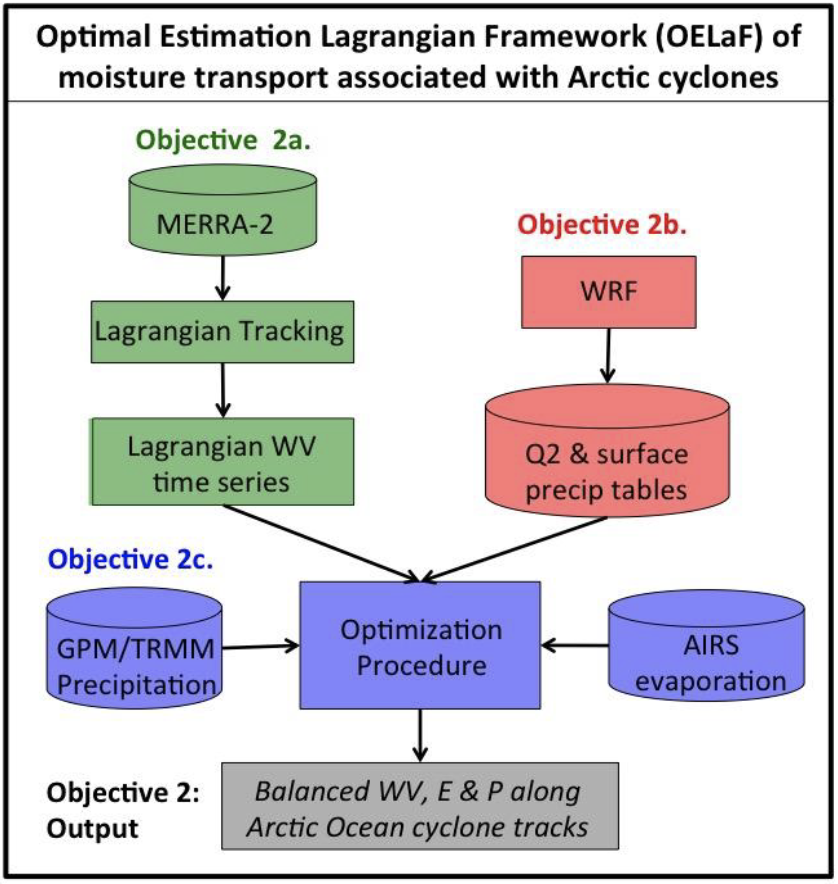 Optimal Estimation Lagrangian Framework (OELaF) of
moisture transport associated with Arctic cyclones
Objective 2a.
MERRA-2
Lagrangian Tracking
Lagrangian WV
time series
Objective 2b.
WRF
Q2 & surface
precip tables
Objective 2c.
GPM/TRMM
Precipitation
Optimization
Procedure
AIRS
evaporation
Objective 2:
Output
Balanced WV, E & P along
Arctic Ocean cyclone tracks